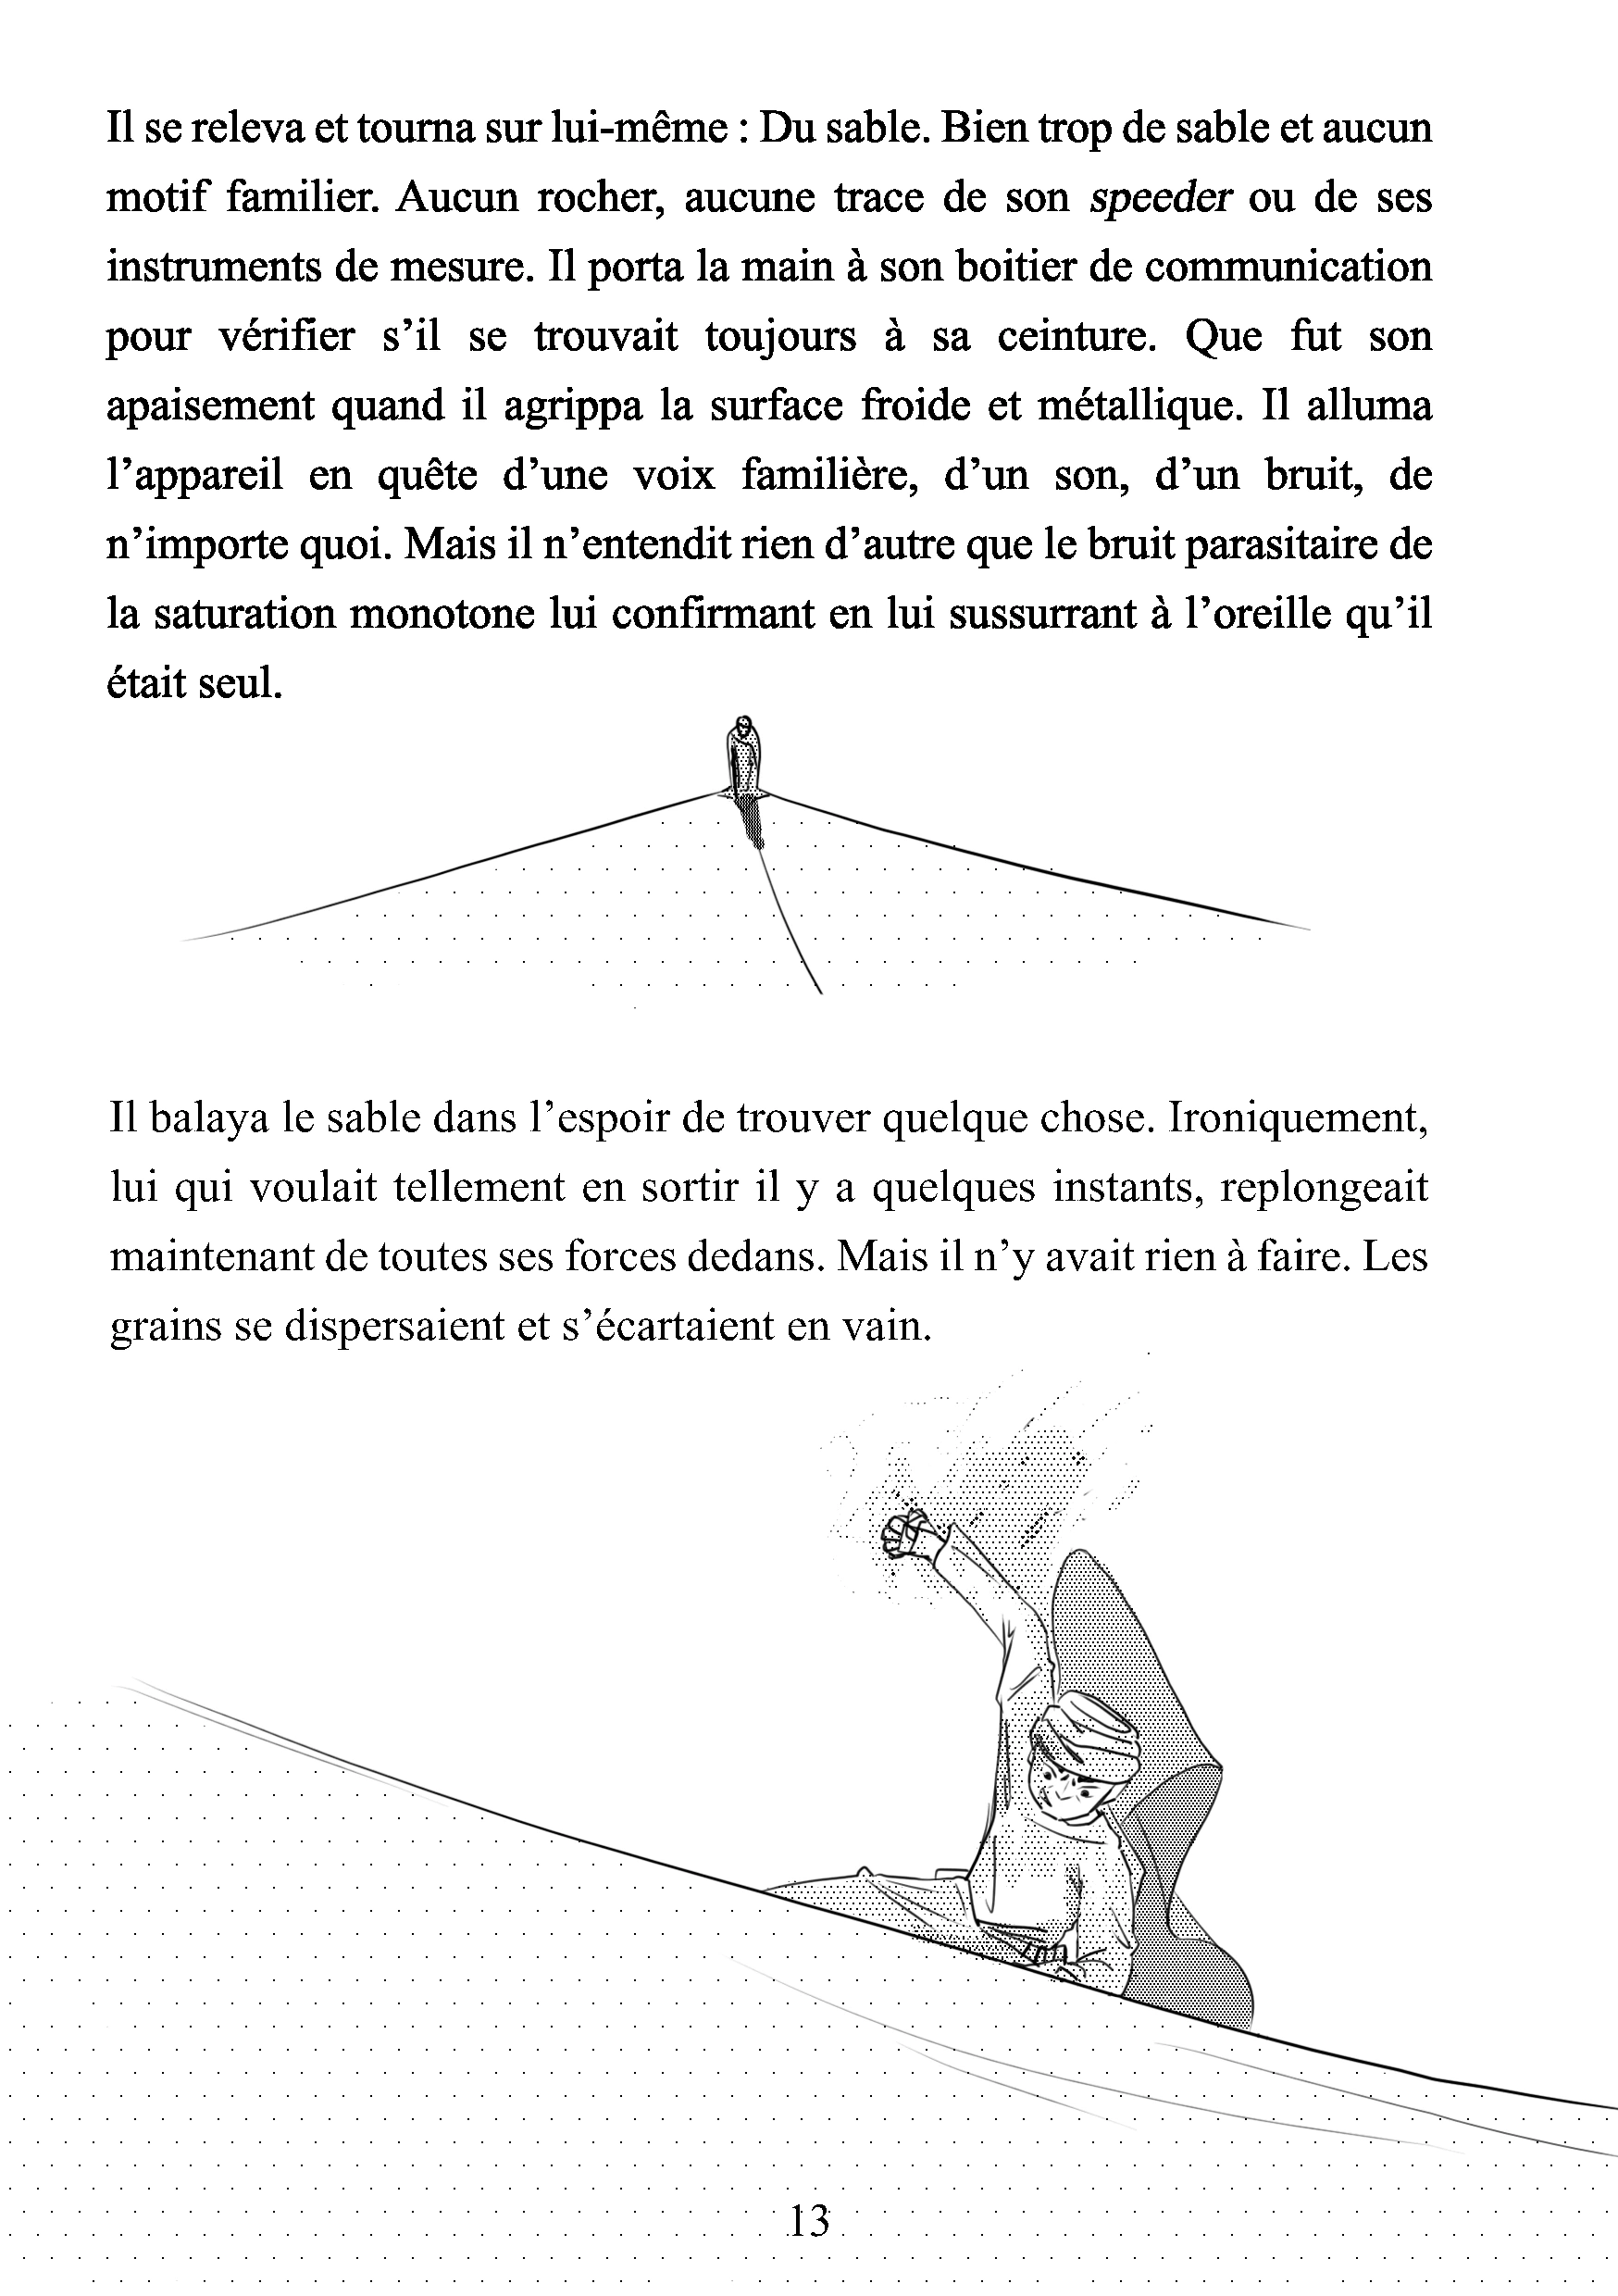 Il se releva et tourna sur lui-même : Du sable. Bien trop de sable et aucun
motif familier. Aucun rocher, aucune trace de son speeder ou de ses
instruments de mesure. Il porta la main à son boitier de communication
pour vérifier s’il se trouvait toujours à sa ceinture. Que fut son
apaisement quand il agrippa la surface froide et métallique. Il alluma
l’appareil en quête d’une voix familière, d’un son, d’un bruit, de
n’importe quoi. Mais il n’entendit rien d’autre que le bruit parasitaire de
la saturation monotone lui confirmant en lui sussurrant à l’oreille qu’il
était seul.
Il balaya le sable dans l’espoir de trouver quelque chose. Ironiquement,
lui qui voulait tellement en sortir il y a quelques instants, replongeait
maintenant de toutes ses forces dedans. Mais il n’y avait rien à faire. Les
grains se dispersaient et s’écartaient en vain.
13